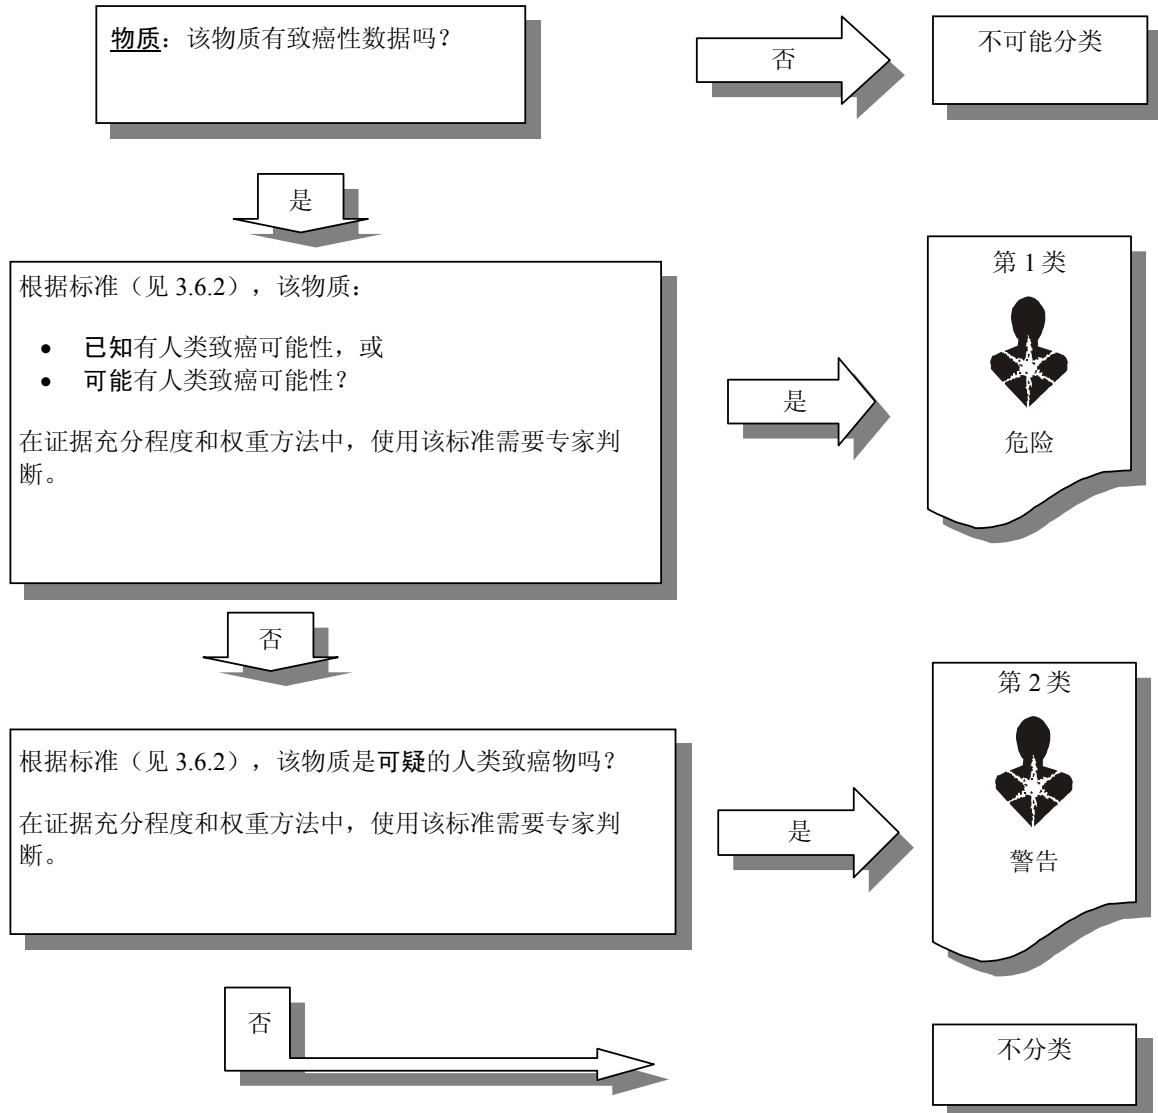 物质：该物质有致癌性数据吗？
否
不可能分类
是
根据标准（见 3.6.2），该物质：
• 已知有人类致癌可能性，或
• 可能有人类致癌可能性？
在证据充分程度和权重方法中，使用该标准需要专家判
断。
是
第 1 类
危险
否
根据标准（见 3.6.2），该物质是可疑的人类致癌物吗？
在证据充分程度和权重方法中，使用该标准需要专家判
断。
是
第 2 类
警告
否
不分类